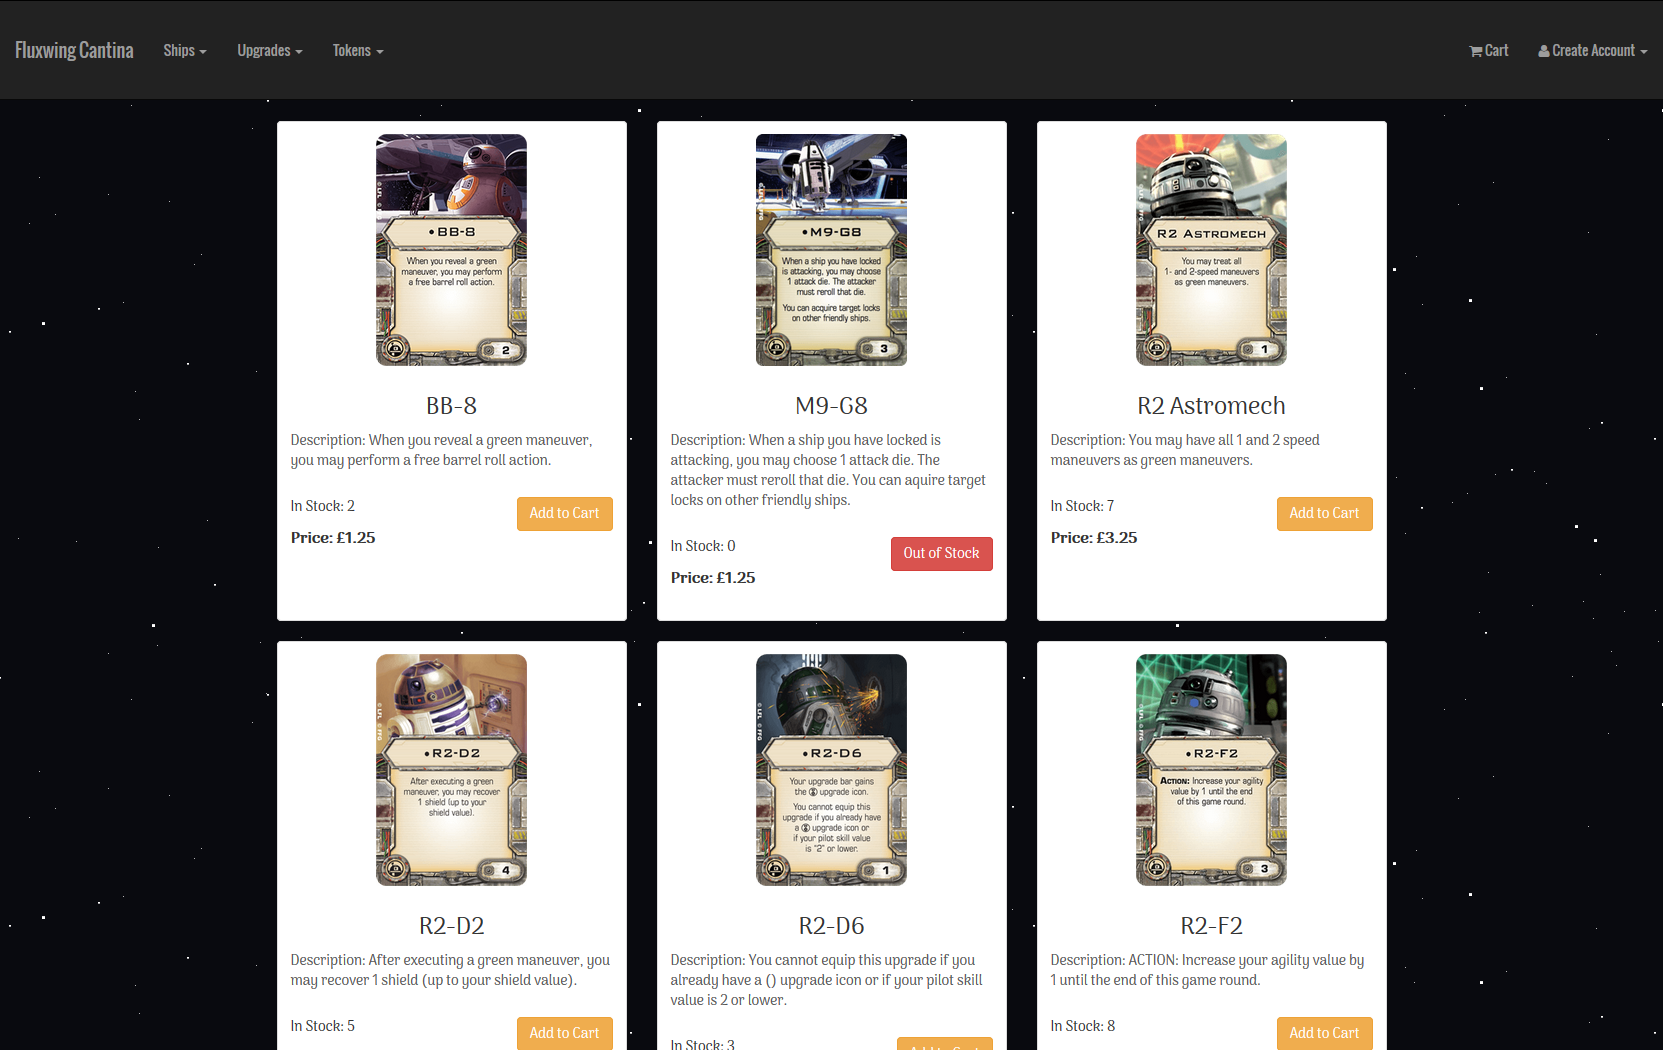 Fluxwing Cantina
Ships
Upgrades
Tokens
Cart
Create Account
© LFL ©
•BB-8
When you reveal a green
maneuver, you may perform
a free barrel roll action.
2
BB-8
Description: When you reveal a green maneuver,
you may perform a free barrel roll action.
In Stock: 2
Add to Cart
Price: £1.25
© LFL © FFG
•M9-G8
When a ship you have locked
is attacking, you may choose
1 attack die. The attacker
must reroll that die.
You can acquire target locks
on other friendly ships.
3
M9-G8
Description: When a ship you have locked is
attacking, you may choose 1 attack die. The
attacker must reroll that die. You can aquire target
locks on other friendly ships.
In Stock: 0
Out of Stock
Price: £1.25
© LFL © FFG
R2 Astromech
You may treat all
1- and 2-speed maneuvers
as green maneuvers.
1
R2 Astromech
Description: You may have all 1 and 2 speed
maneuvers as green maneuvers.
In Stock: 7
Add to Cart
Price: £3.25
© LFL © FFG
•R2-D2
After executing a green
maneuver, you may recover
1 shield (up to your
shield value).
4
R2-D2
Description: After executing a green maneuver, you
may recover 1 shield (up to your shield value).
In Stock: 5
Add to Cart
© LFL © FFG
•R2-D6
Your upgrade bar gains
the upgrade icon.
You cannot equip this
upgrade if you already have
a upgrade icon or
if your pilot skill value
is "2" or lower.
1
R2-D6
Description: You cannot equip this upgrade if you
already have a () upgrade icon or if your pilot skill
value is 2 or lower.
In Stock: 3
Add to Cart
© LFL © FFG
•R2-F2
Action: Increase your agility
value by 1 until the end
of this game round.
3
R2-F2
Description: ACTION: Increase your agility value by
1 until the end of this game round.
In Stock: 8
Add to Cart